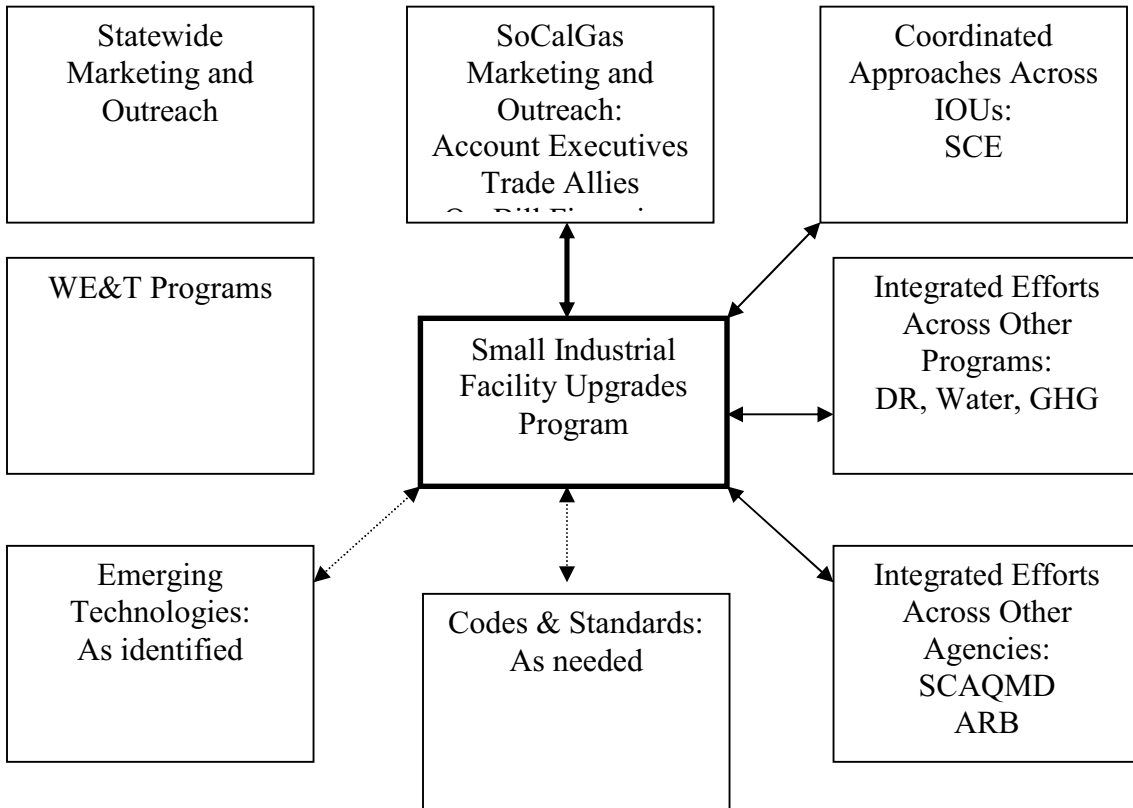 Statewide
Marketing and
Outreach
SoCalGas
Marketing and
Outreach:
Account Executives
Trade Allies
Coordinated
Approaches Across
IOUs:
SCE
WE&T Programs
Small Industrial
Facility Upgrades
Program
Integrated Efforts
Across Other
Programs:
DR, Water, GHG
Emerging
Technologies:
As identified
Codes & Standards:
As needed
Integrated Efforts
Across Other
Agencies:
SCAQMD
ARB